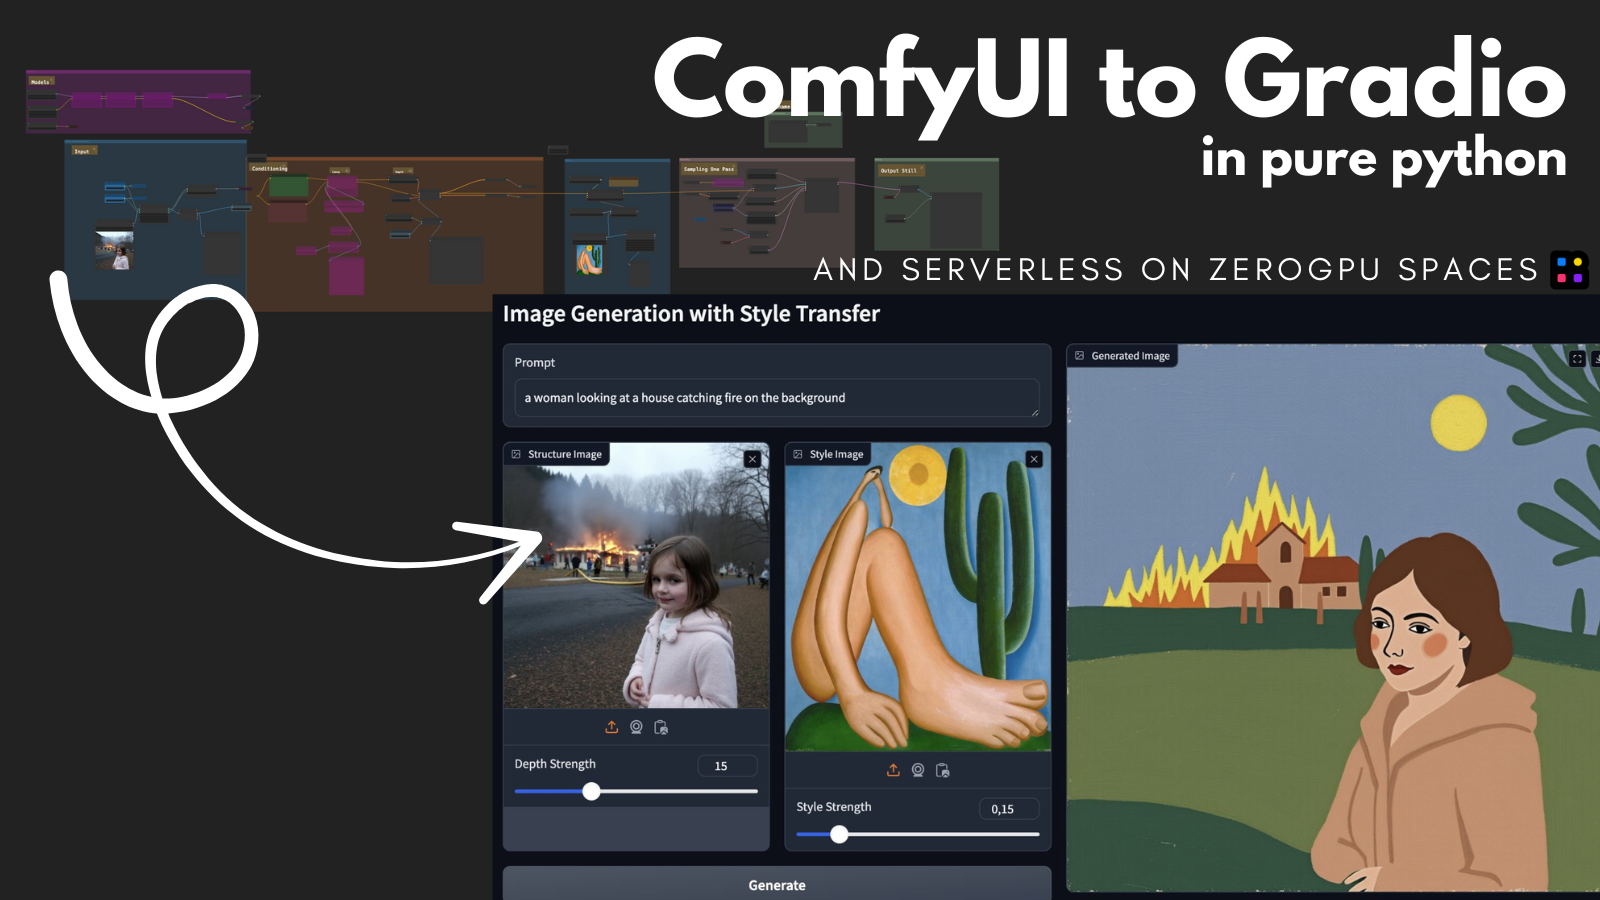 ComfyUI to Gradio
in pure python
AND SERVERLESS ON ZEROGPU SPACES
Models
Input
Conditioning
Sampling One Pass
Output Still
Image Generation with Style Transfer
Prompt
a woman looking at a house catching fire on the background
Structure Image
Style Image
Generated Image
Depth Strength
15
Style Strength
0,15
Generate